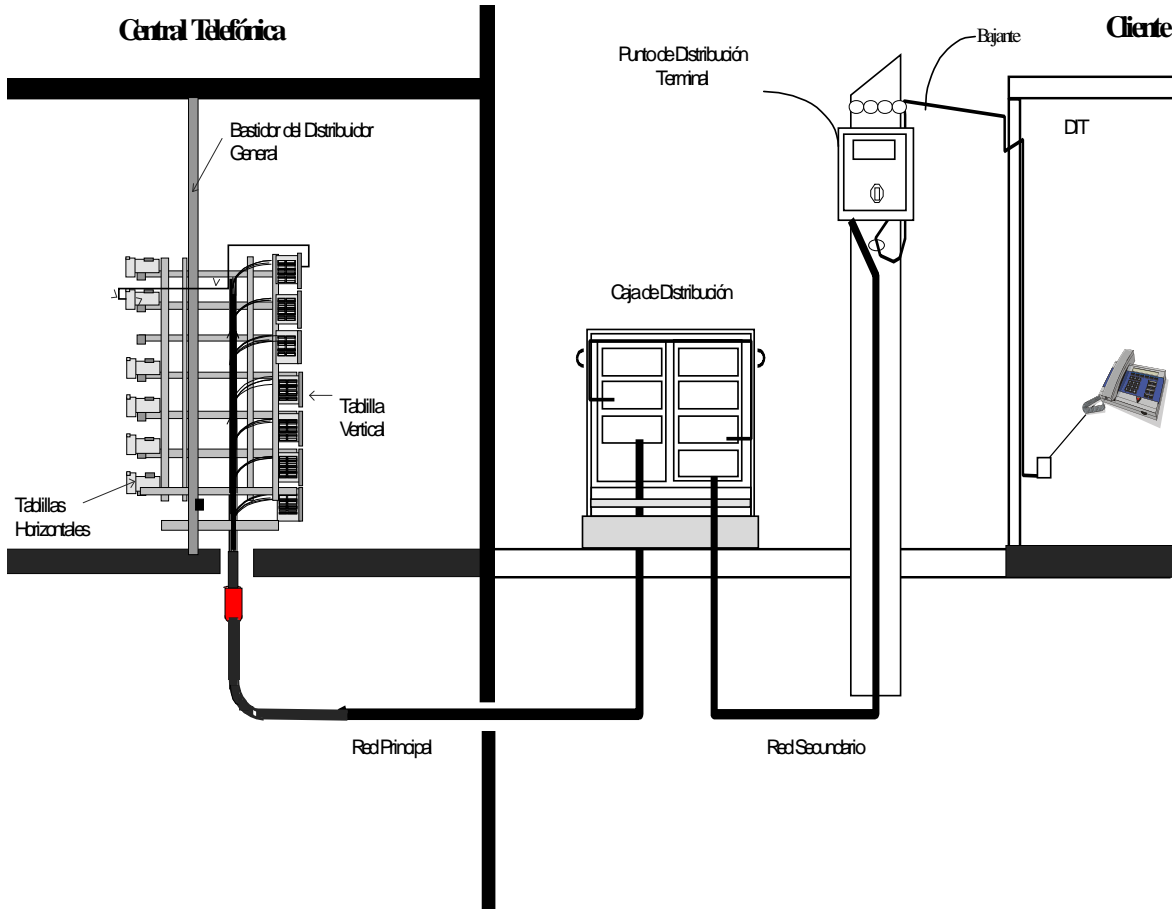 Central Telefónica
Cliente
Bajante
Punto de Distribución
Terminal
DIT
Bastidor del Distribuidor
General
Caja de Distribución
Tablilla
Vertical
Tablillas
Horizontales
Red Principal
Red Secundario